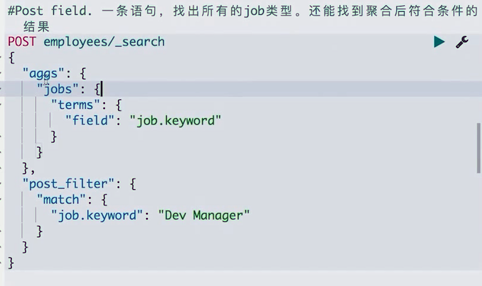 #Post field. 一条语句，找出所有的job类型。还能找到聚合后符合条件的
结果
POST employees/_search
{
  "aggs": {
    "jobs": {
      "terms": {
        "field": "job.keyword"
      }
    }
  },
  "post_filter": {
    "match": {
      "job.keyword": "Dev Manager"
    }
  }
}